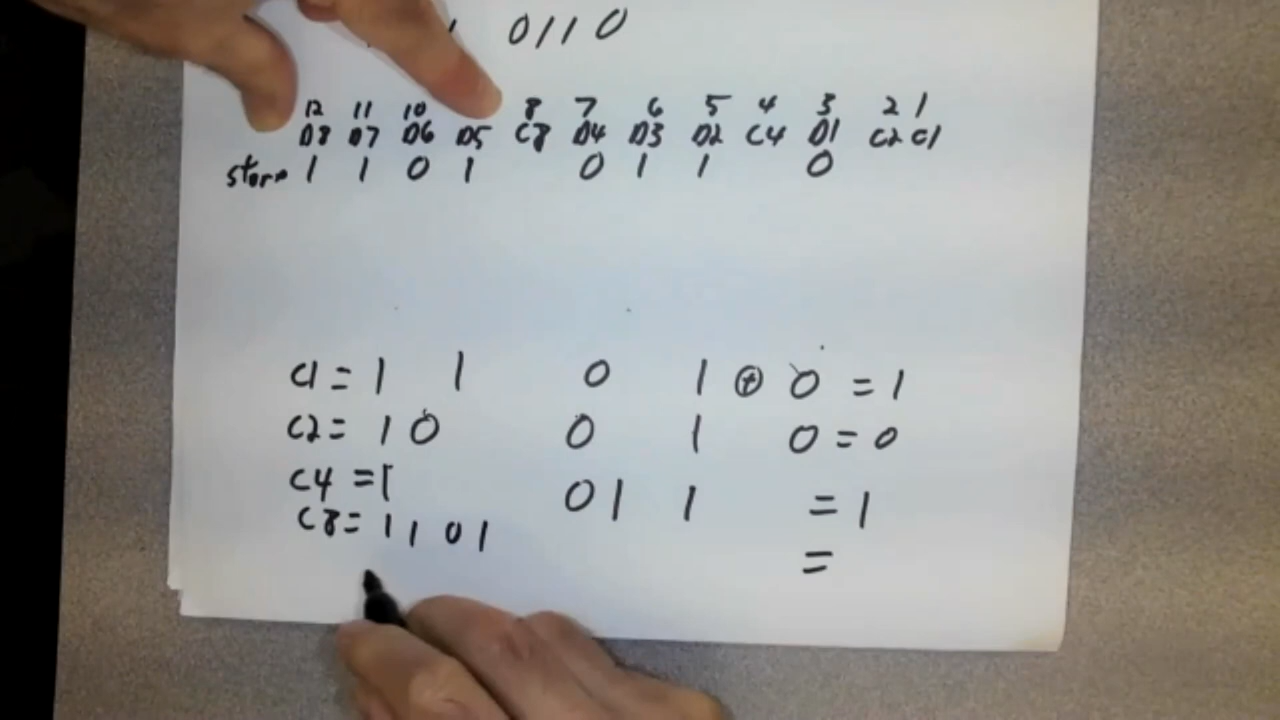 0110
12 11 10 8 7 6 5 4 3 2 1
D8 D7 D6 D5 C8 D4 D3 D2 C4 D1 C2 C1
store 1 1 0 1 0 1 1 0
C1 = 1 1 0 1 ⊕ 0 = 1
C2 = 1 0 0 1 0 = 0
C4 = 1 0 1 1 = 1
C8 = 1 1 0 1 =